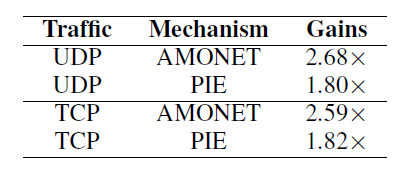 Traffic Mechanism Gains
UDP AMONET 2.68×
UDP PIE 1.80×
TCP AMONET 2.59×
TCP PIE 1.82×